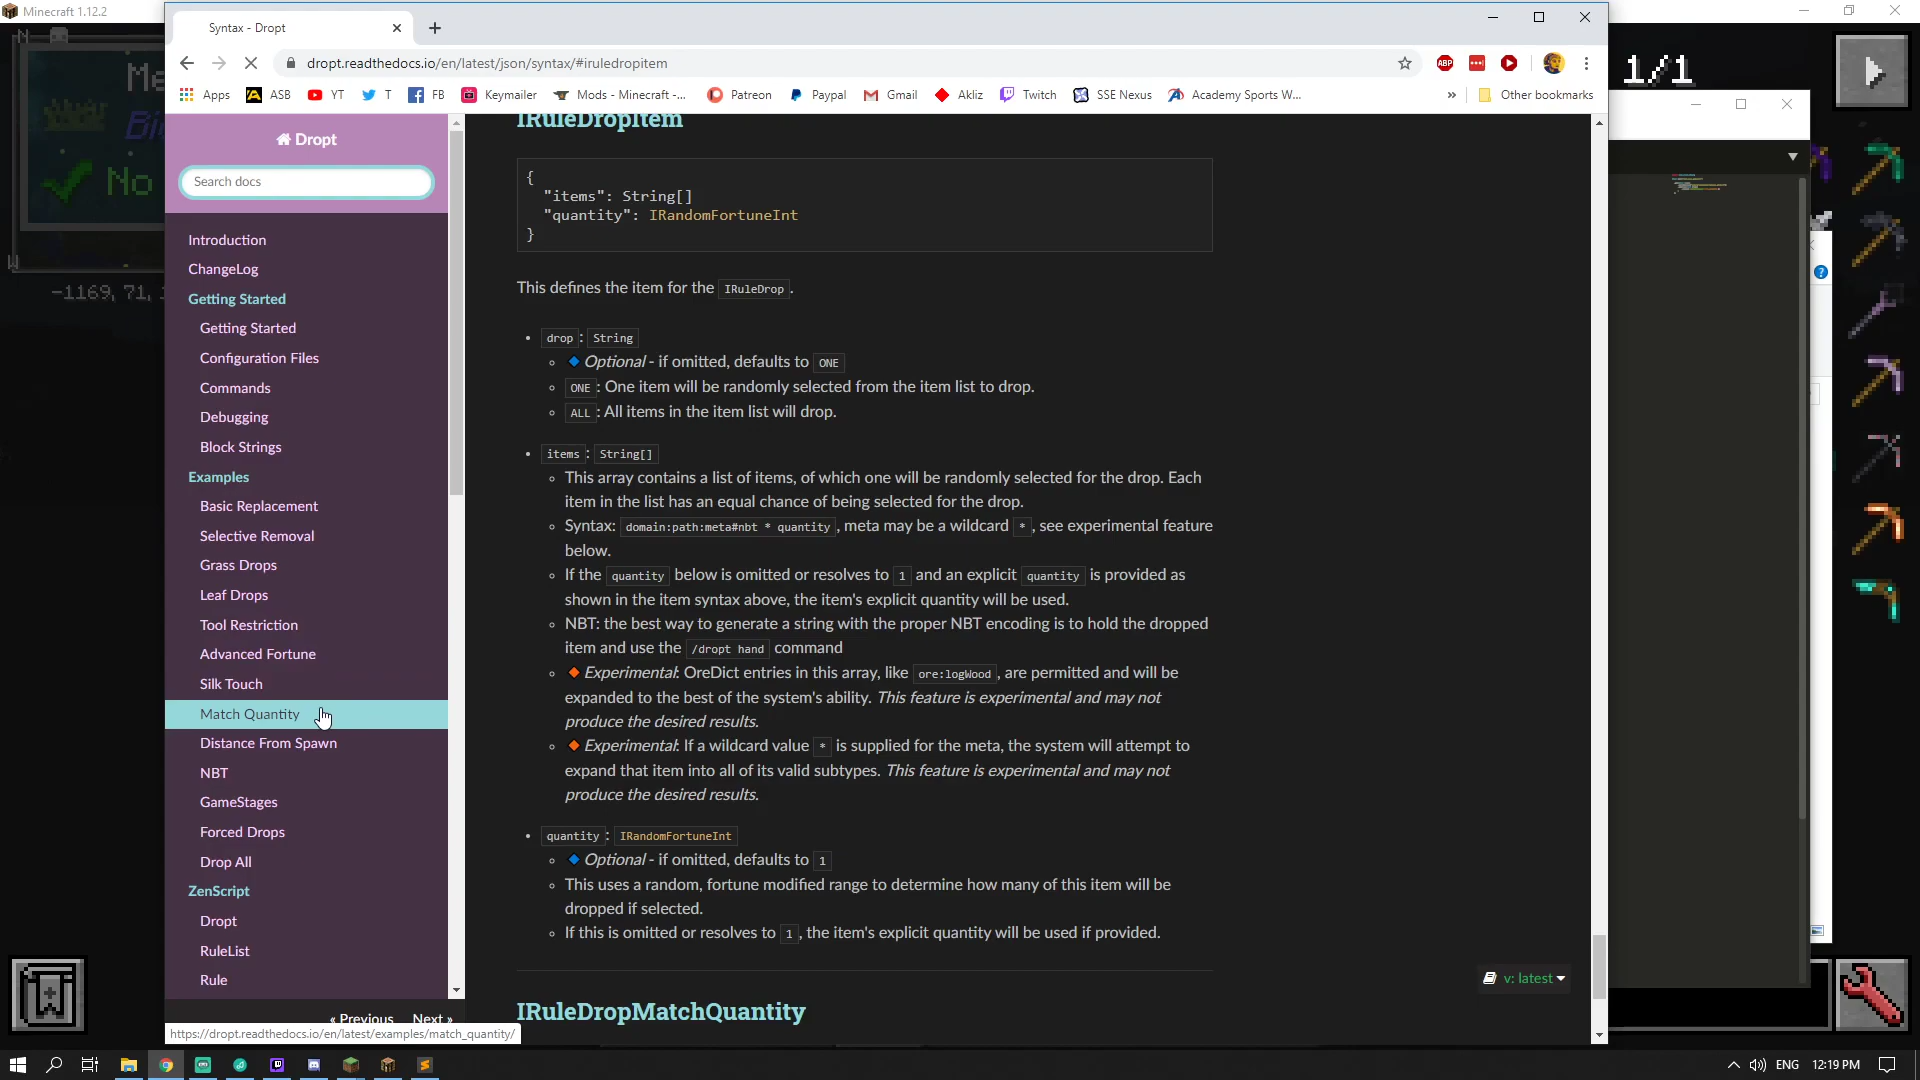 Minecraft 1.12.2
Syntax - Dropt
dropt.readthedocs.io/en/latest/json/syntax/#iruledropitem
ABP
1/1
Apps
ASB
YT
T
FB
Keymailer
Mods - Minecraft -...
Patreon
Paypal
Gmail
Akliz
Twitch
SSE Nexus
Academy Sports W...
»
Other bookmarks
N
No
W
-1169, 71,
Dropt
Search docs
Introduction
ChangeLog
Getting Started
Getting Started
Configuration Files
Commands
Debugging
Block Strings
Examples
Basic Replacement
Selective Removal
Grass Drops
Leaf Drops
Tool Restriction
Advanced Fortune
Silk Touch
Match Quantity
Distance From Spawn
NBT
GameStages
Forced Drops
Drop All
ZenScript
Dropt
RuleList
Rule
« Previous Next »
https://dropt.readthedocs.io/en/latest/examples/match_quantity/
IRuleDropItem
{
"items": String[]
"quantity": IRandomFortuneInt
}
This defines the item for the IRuleDrop.
drop: String
Optional - if omitted, defaults to ONE
ONE: One item will be randomly selected from the item list to drop.
ALL: All items in the item list will drop.
items: String[]
This array contains a list of items, of which one will be randomly selected for the drop. Each
item in the list has an equal chance of being selected for the drop.
Syntax: domain:path:meta#nbt * quantity, meta may be a wildcard *, see experimental feature
below.
If the quantity below is omitted or resolves to 1 and an explicit quantity is provided as
shown in the item syntax above, the item's explicit quantity will be used.
NBT: the best way to generate a string with the proper NBT encoding is to hold the dropped
item and use the /dropt hand command
Experimental: OreDict entries in this array, like ore:logWood, are permitted and will be
expanded to the best of the system's ability. This feature is experimental and may not
produce the desired results.
Experimental: If a wildcard value * is supplied for the meta, the system will attempt to
expand that item into all of its valid subtypes. This feature is experimental and may not
produce the desired results.
quantity: IRandomFortuneInt
Optional - if omitted, defaults to 1
This uses a random, fortune modified range to determine how many of this item will be
dropped if selected.
If this is omitted or resolves to 1, the item's explicit quantity will be used if provided.
IRuleDropMatchQuantity
v: latest
ENG
12:19 PM